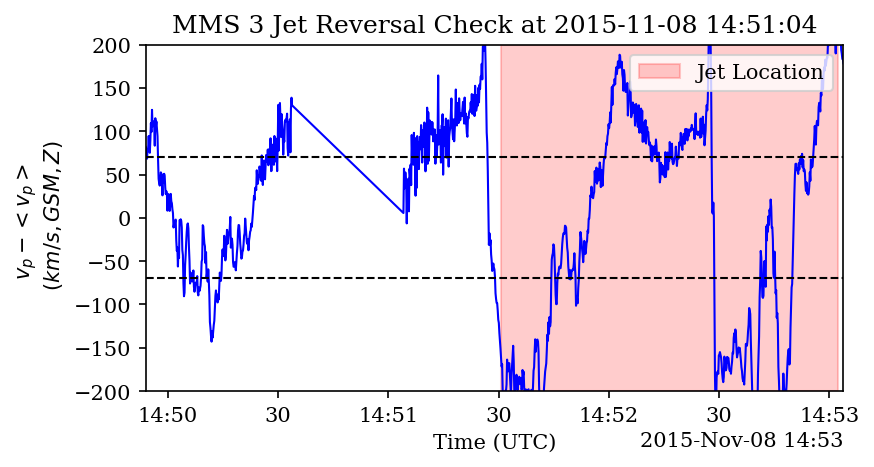 MMS 3 Jet Reversal Check at 2015-11-08 14:51:04
Jet Location
200
150
100
50
0
−50
−100
−150
−200
v_p − < v_p >
(km/s, GSM, Z)
14:50 30 14:51 30 14:52 30 14:53
Time (UTC)
2015-Nov-08 14:53